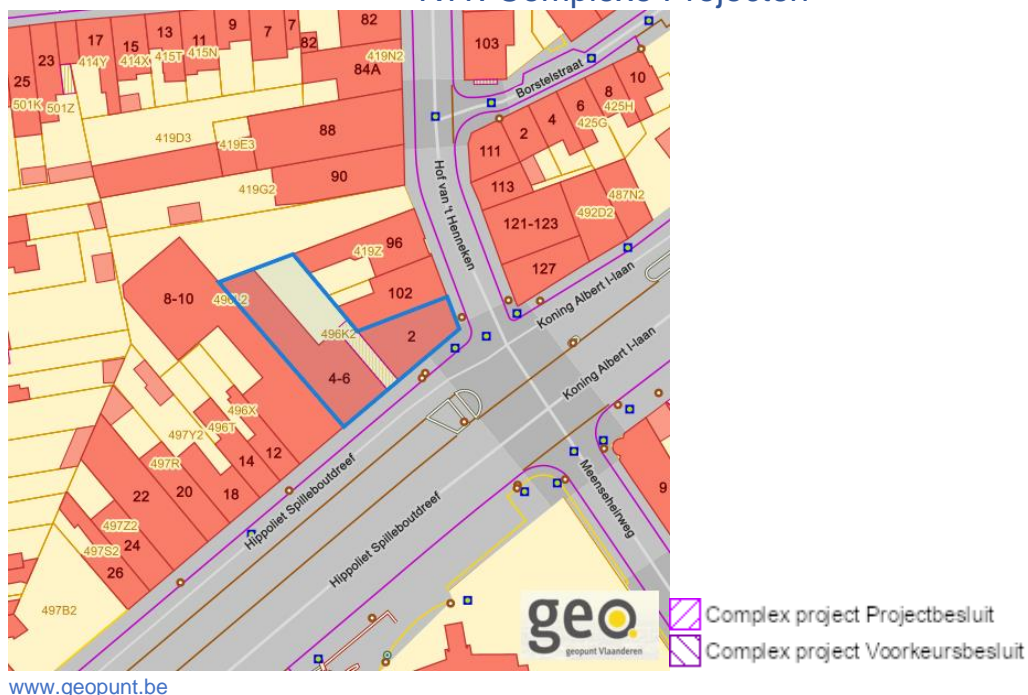 25
23
17
15
13
11
9
7
7
82
82
84A
103
501K
501Z
414Y
414X
415T
415N
419N2
Borstelstraat
10
8
6
4
2
425H
425G
419D3
419E3
88
111
90
113
419G2
487N2
492D2
121-123
127
Hof van 't Henneken
419Z
96
102
8-10
496L2
496K2
2
4-6
Koning Albert I-laan
Koning Albert I-laan
496X
496T
497Y2
497R
12
14
18
20
22
497Z2
497S2
24
26
497B2
Hippoliet Spilleboutdreef
Hippoliet Spilleboutdreef
Meenseheirweg
9
geo
geopunt Vlaanderen
Complex project Projectbesluit
Complex project Voorkeursbesluit
www.geopunt.be